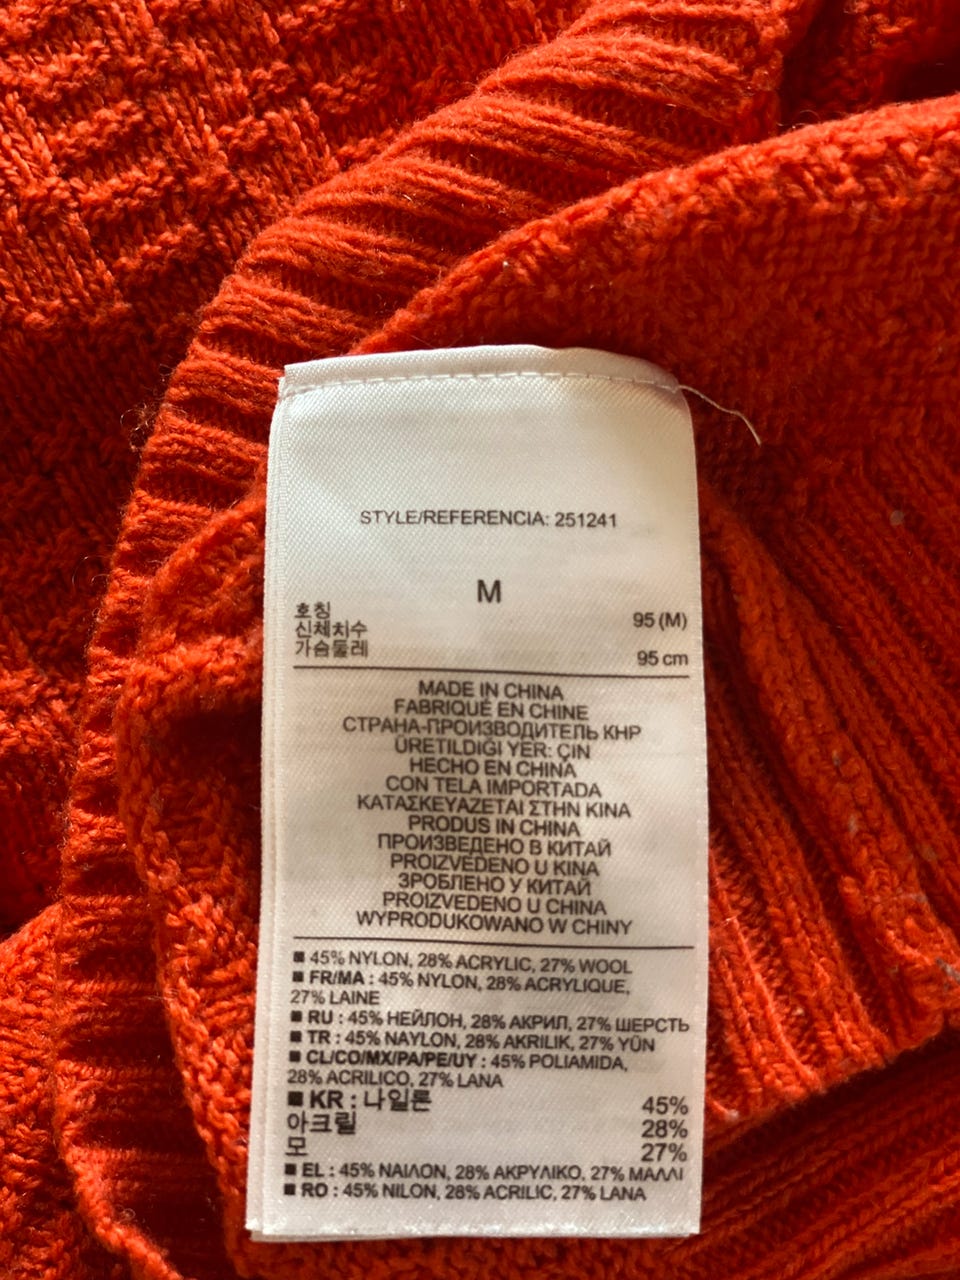 STYLE/REFERENCIA: 251241
M
호칭
신체치수 95 (M)
가슴둘레 95 cm
MADE IN CHINA
FABRIQUÉ EN CHINE
СТРАНА-ПРОИЗВОДИТЕЛЬ КНР
ÜRETILDIĞI YER: ÇIN
HECHO EN CHINA
CON TELA IMPORTADA
ΚΑΤΑΣΚΕΥΑΖΕΤΑΙ ΣΤΗΝ ΚΙΝΑ
PRODUS IN CHINA
ПРОИЗВЕДЕНО В КИТАЙ
PROIZVEDENO U KINA
ЗРОБЛЕНО У КИТАЙ
PROIZVEDENO U CHINA
WYPRODUKOWANO W CHINY
■ 45% NYLON, 28% ACRYLIC, 27% WOOL
■ FR/MA : 45% NYLON, 28% ACRYLIQUE,
27% LAINE
■ RU : 45% НЕЙЛОН, 28% АКРИЛ, 27% ШЕРСТЬ
■ TR : 45% NAYLON, 28% AKRILIK, 27% YÜN
■ CL/CO/MX/PA/PE/UY : 45% POLIAMIDA,
28% ACRILICO, 27% LANA
■ KR : 나일론 45%
아크릴 28%
모 27%
■ EL : 45% ΝΑΙΛΟΝ, 28% ΑΚΡΥΛΙΚΟ, 27% ΜΑΛΛΙ
■ RO : 45% NILON, 28% ACRILIC, 27% LANA